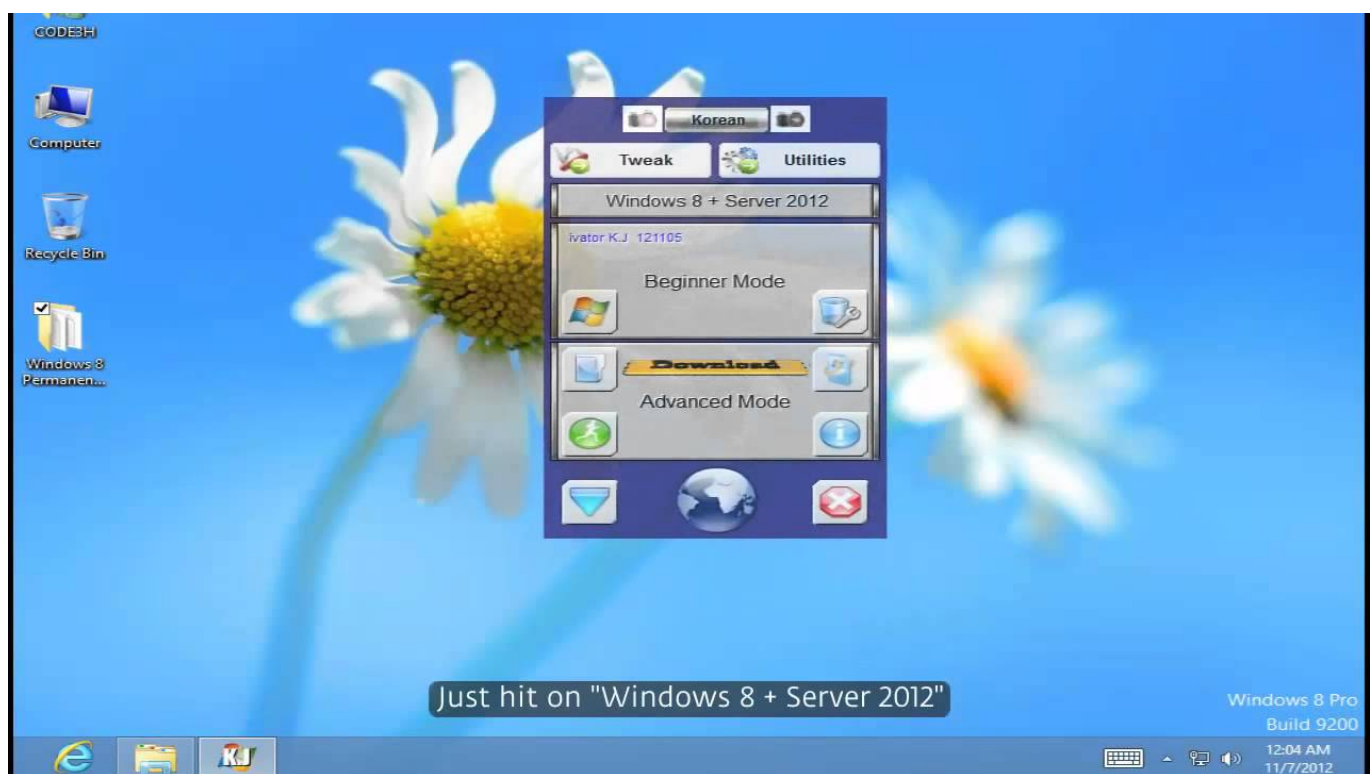 CODE3H
Computer
Recycle Bin
Windows 8
Permanen...
Korean
Tweak
Utilities
Windows 8 + Server 2012
ivator K.J 121105
Beginner Mode
Download
Advanced Mode
Just hit on "Windows 8 + Server 2012"
Windows 8 Pro
Build 9200
KJ
12:04 AM
11/7/2012